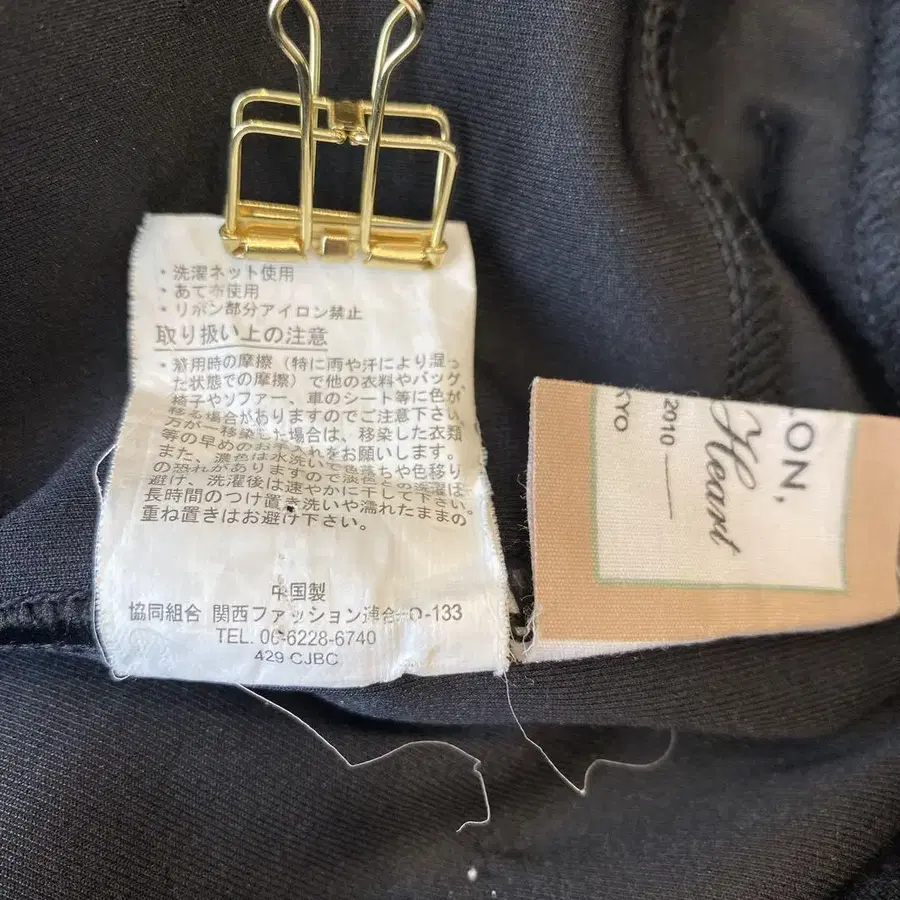 ・洗濯ネット使用
・あて布使用
・リボン部分アイロン禁止
取り扱い上の注意
・着用時の摩擦（特に雨や汗により湿っ
た状態での摩擦）で他の衣料やバッグ、
椅子やソファー、車のシート等に色が
移る場合がありますのでご注意下さい。
万が一移染した場合は、移染した衣類
等の早めのお手入れをお願いします。
また、濃色は水洗いで色落ちや色移り
の恐れがありますので淡色との洗濯は
避け、洗濯後は速やかに干して下さい。
長時間のつけ置き洗いや濡れたままの
重ね置きはお避け下さい。
中国製
協同組合 関西ファッション連合 O-133
TEL. 06-6228-6740
429 CJBC
LON,
Heart
2010
KYO